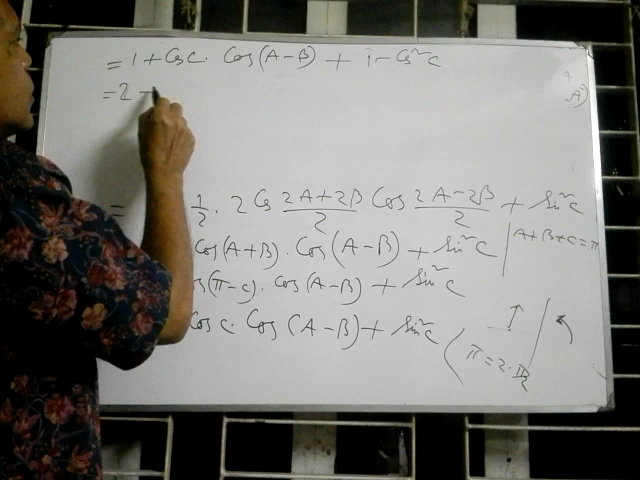 = 1 + Cos C . Cos (A - B) + 1 - Cos²C
= 2 -
A)
= 1/2 . 2 Cos (2A + 2B)/2 Cos (2A - 2B)/2 + Sin²C
Cos (A + B) . Cos (A - B) + Sin²C | A + B + C = π
os (π - C) . Cos (A - B) + Sin²C
Cos C . Cos (A - B) + Sin²C ( π = 2 . π/2